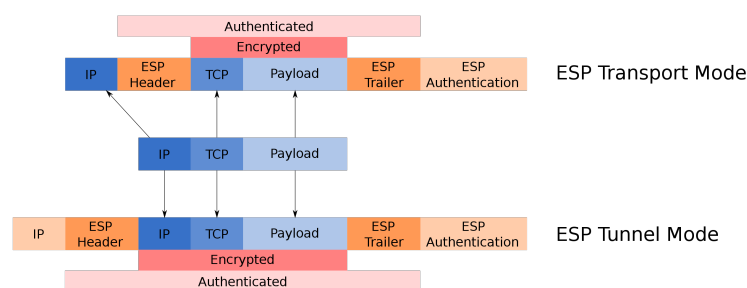 Authenticated
Encrypted
IP ESP Header TCP Payload ESP Trailer ESP Authentication
ESP Transport Mode
IP TCP Payload
IP ESP Header IP TCP Payload ESP Trailer ESP Authentication
ESP Tunnel Mode
Encrypted
Authenticated